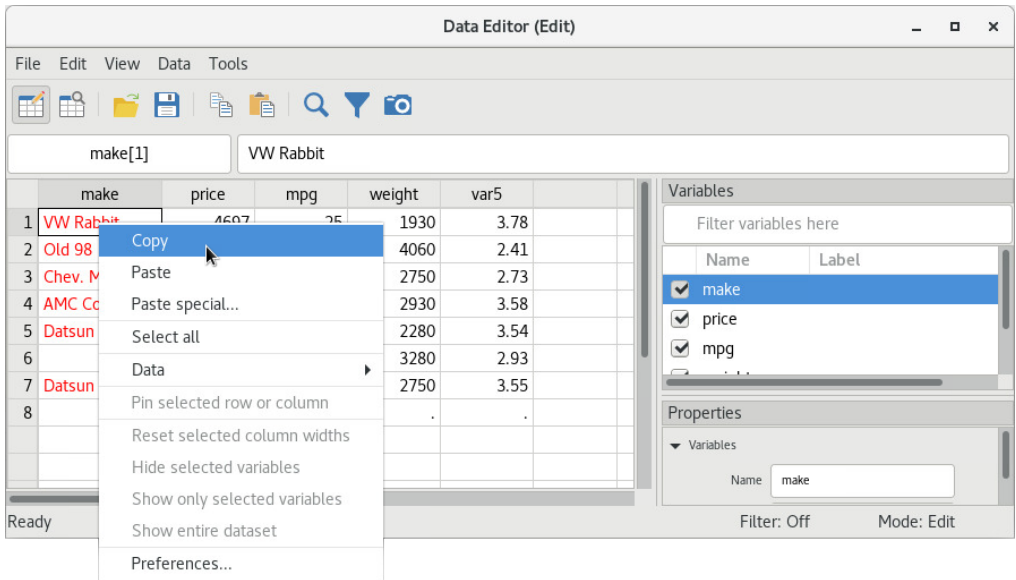 Data Editor (Edit)
File Edit View Data Tools
make[1] VW Rabbit
make price mpg weight var5
1 VW Rabbit 4697 25 1930 3.78
2 Old 98 4060 2.41
3 Chev. M 2750 2.73
4 AMC Co 2930 3.58
5 Datsun 2280 3.54
6 3280 2.93
7 Datsun 2750 3.55
8 . .
Copy
Paste
Paste special...
Select all
Data
Pin selected row or column
Reset selected column widths
Hide selected variables
Show only selected variables
Show entire dataset
Preferences...
Variables
Filter variables here
Name Label
make
price
mpg
Properties
Variables
Name make
Ready Filter: Off Mode: Edit